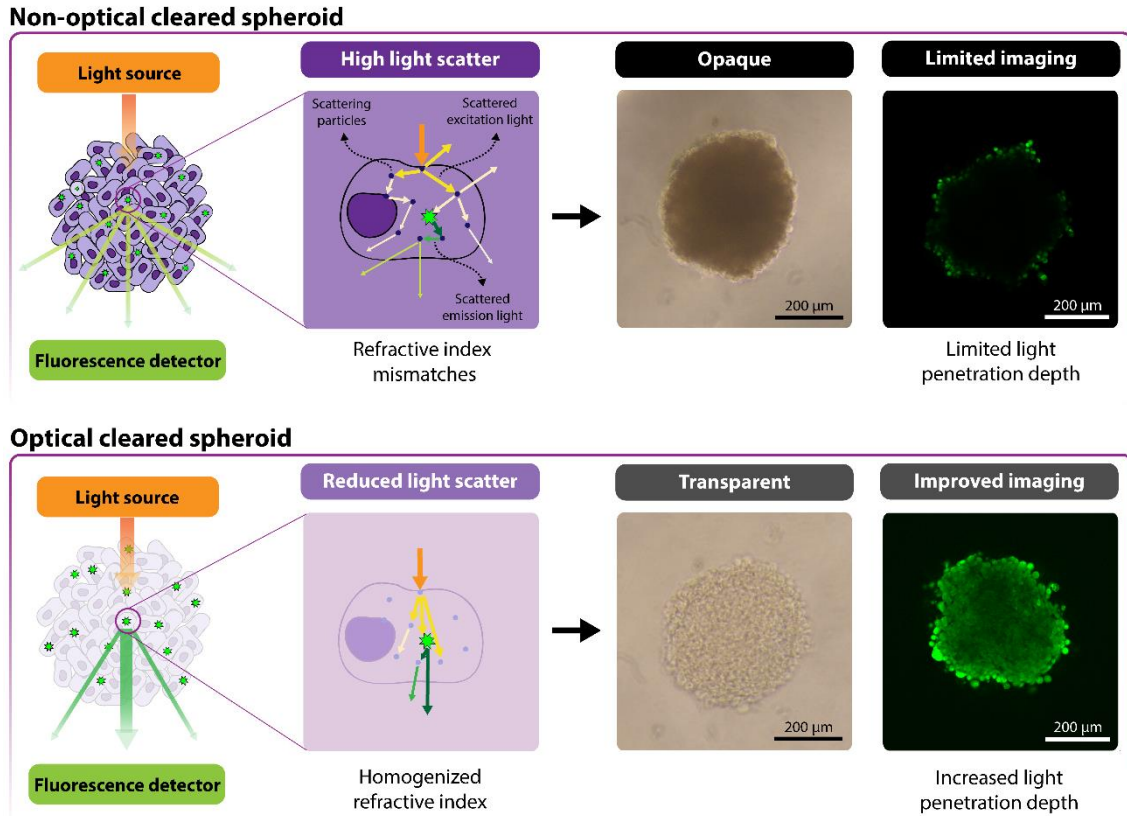 Non-optical cleared spheroid
Light source
High light scatter
Opaque
Limited imaging
Scattering
particles
Scattered
excitation light
Scattered
emission light
200 µm
200 µm
Fluorescence detector
Refractive index
mismatches
Limited light
penetration depth
Optical cleared spheroid
Light source
Reduced light scatter
Transparent
Improved imaging
200 µm
200 µm
Fluorescence detector
Homogenized
refractive index
Increased light
penetration depth